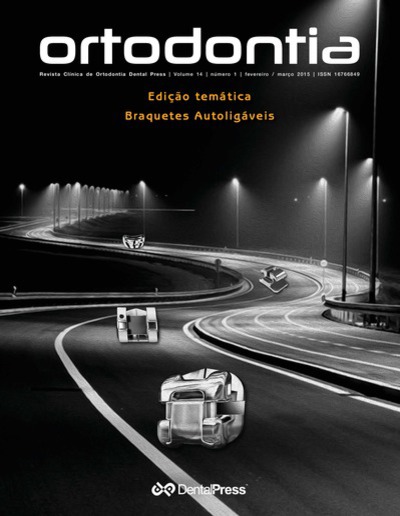 ortodontia
Revista Clínica de Ortodontia Dental Press | Volume 14 | número 1 | fevereiro / março 2015 | ISSN 16766849
Edição temática
Braquetes Autoligáveis
DentalPress